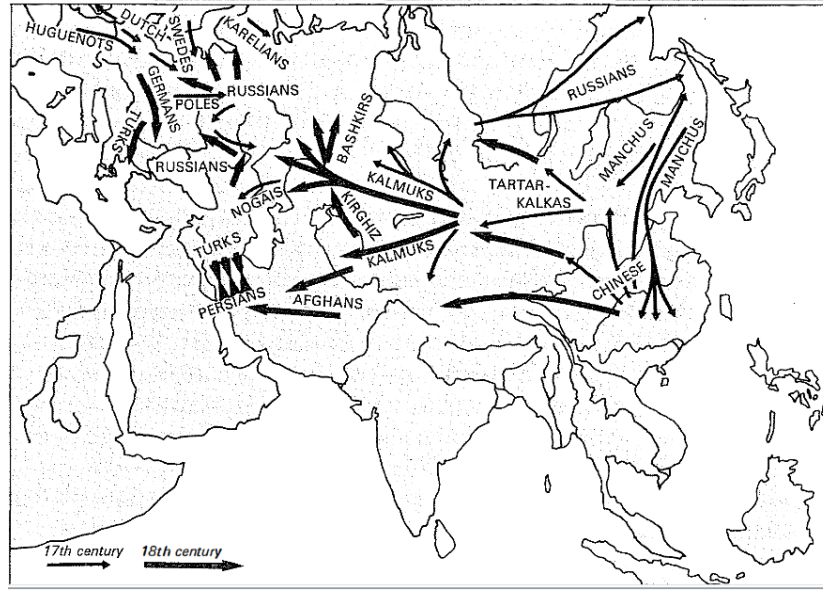 DUTCH
SWEDES
KARELIANS
HUGUENOTS
GERMANS
POLES
RUSSIANS
TURKS
RUSSIANS
BASHKIRS
NOGAIS
KIRGHIZ
KALMUKS
KALMUKS
TURKS
PERSIANS
AFGHANS
RUSSIANS
MANCHUS
MANCHUS
TARTAR-
KALKAS
CHINESE
17th century
18th century